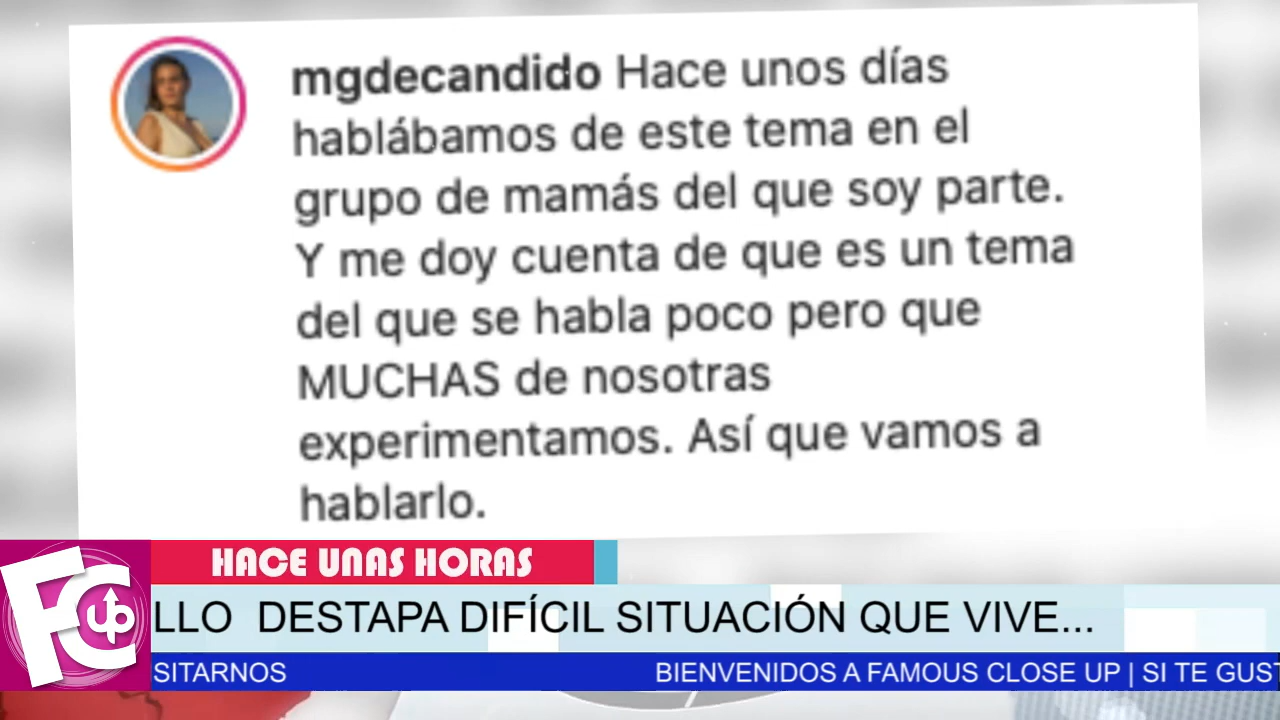 mgdecandido Hace unos días
hablábamos de este tema en el
grupo de mamás del que soy parte.
Y me doy cuenta de que es un tema
del que se habla poco pero que
MUCHAS de nosotras
experimentamos. Así que vamos a
hablarlo.
HACE UNAS HORAS
FC up
LLO DESTAPA DIFÍCIL SITUACIÓN QUE VIVE...
SITARNOS BIENVENIDOS A FAMOUS CLOSE UP | SI TE GUST